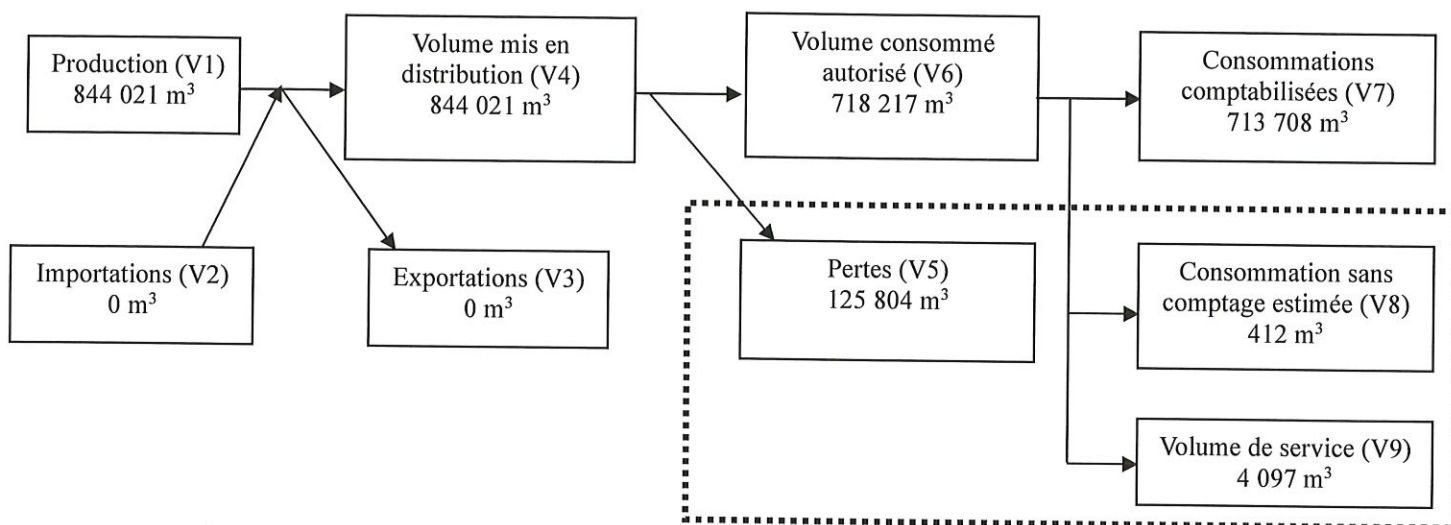 Production (V1)
844 021 m³
Volume mis en
distribution (V4)
844 021 m³
Volume consommé
autorisé (V6)
718 217 m³
Consommations
comptabilisées (V7)
713 708 m³
Importations (V2)
0 m³
Exportations (V3)
0 m³
Pertes (V5)
125 804 m³
Consommation sans
comptage estimée (V8)
412 m³
Volume de service (V9)
4 097 m³